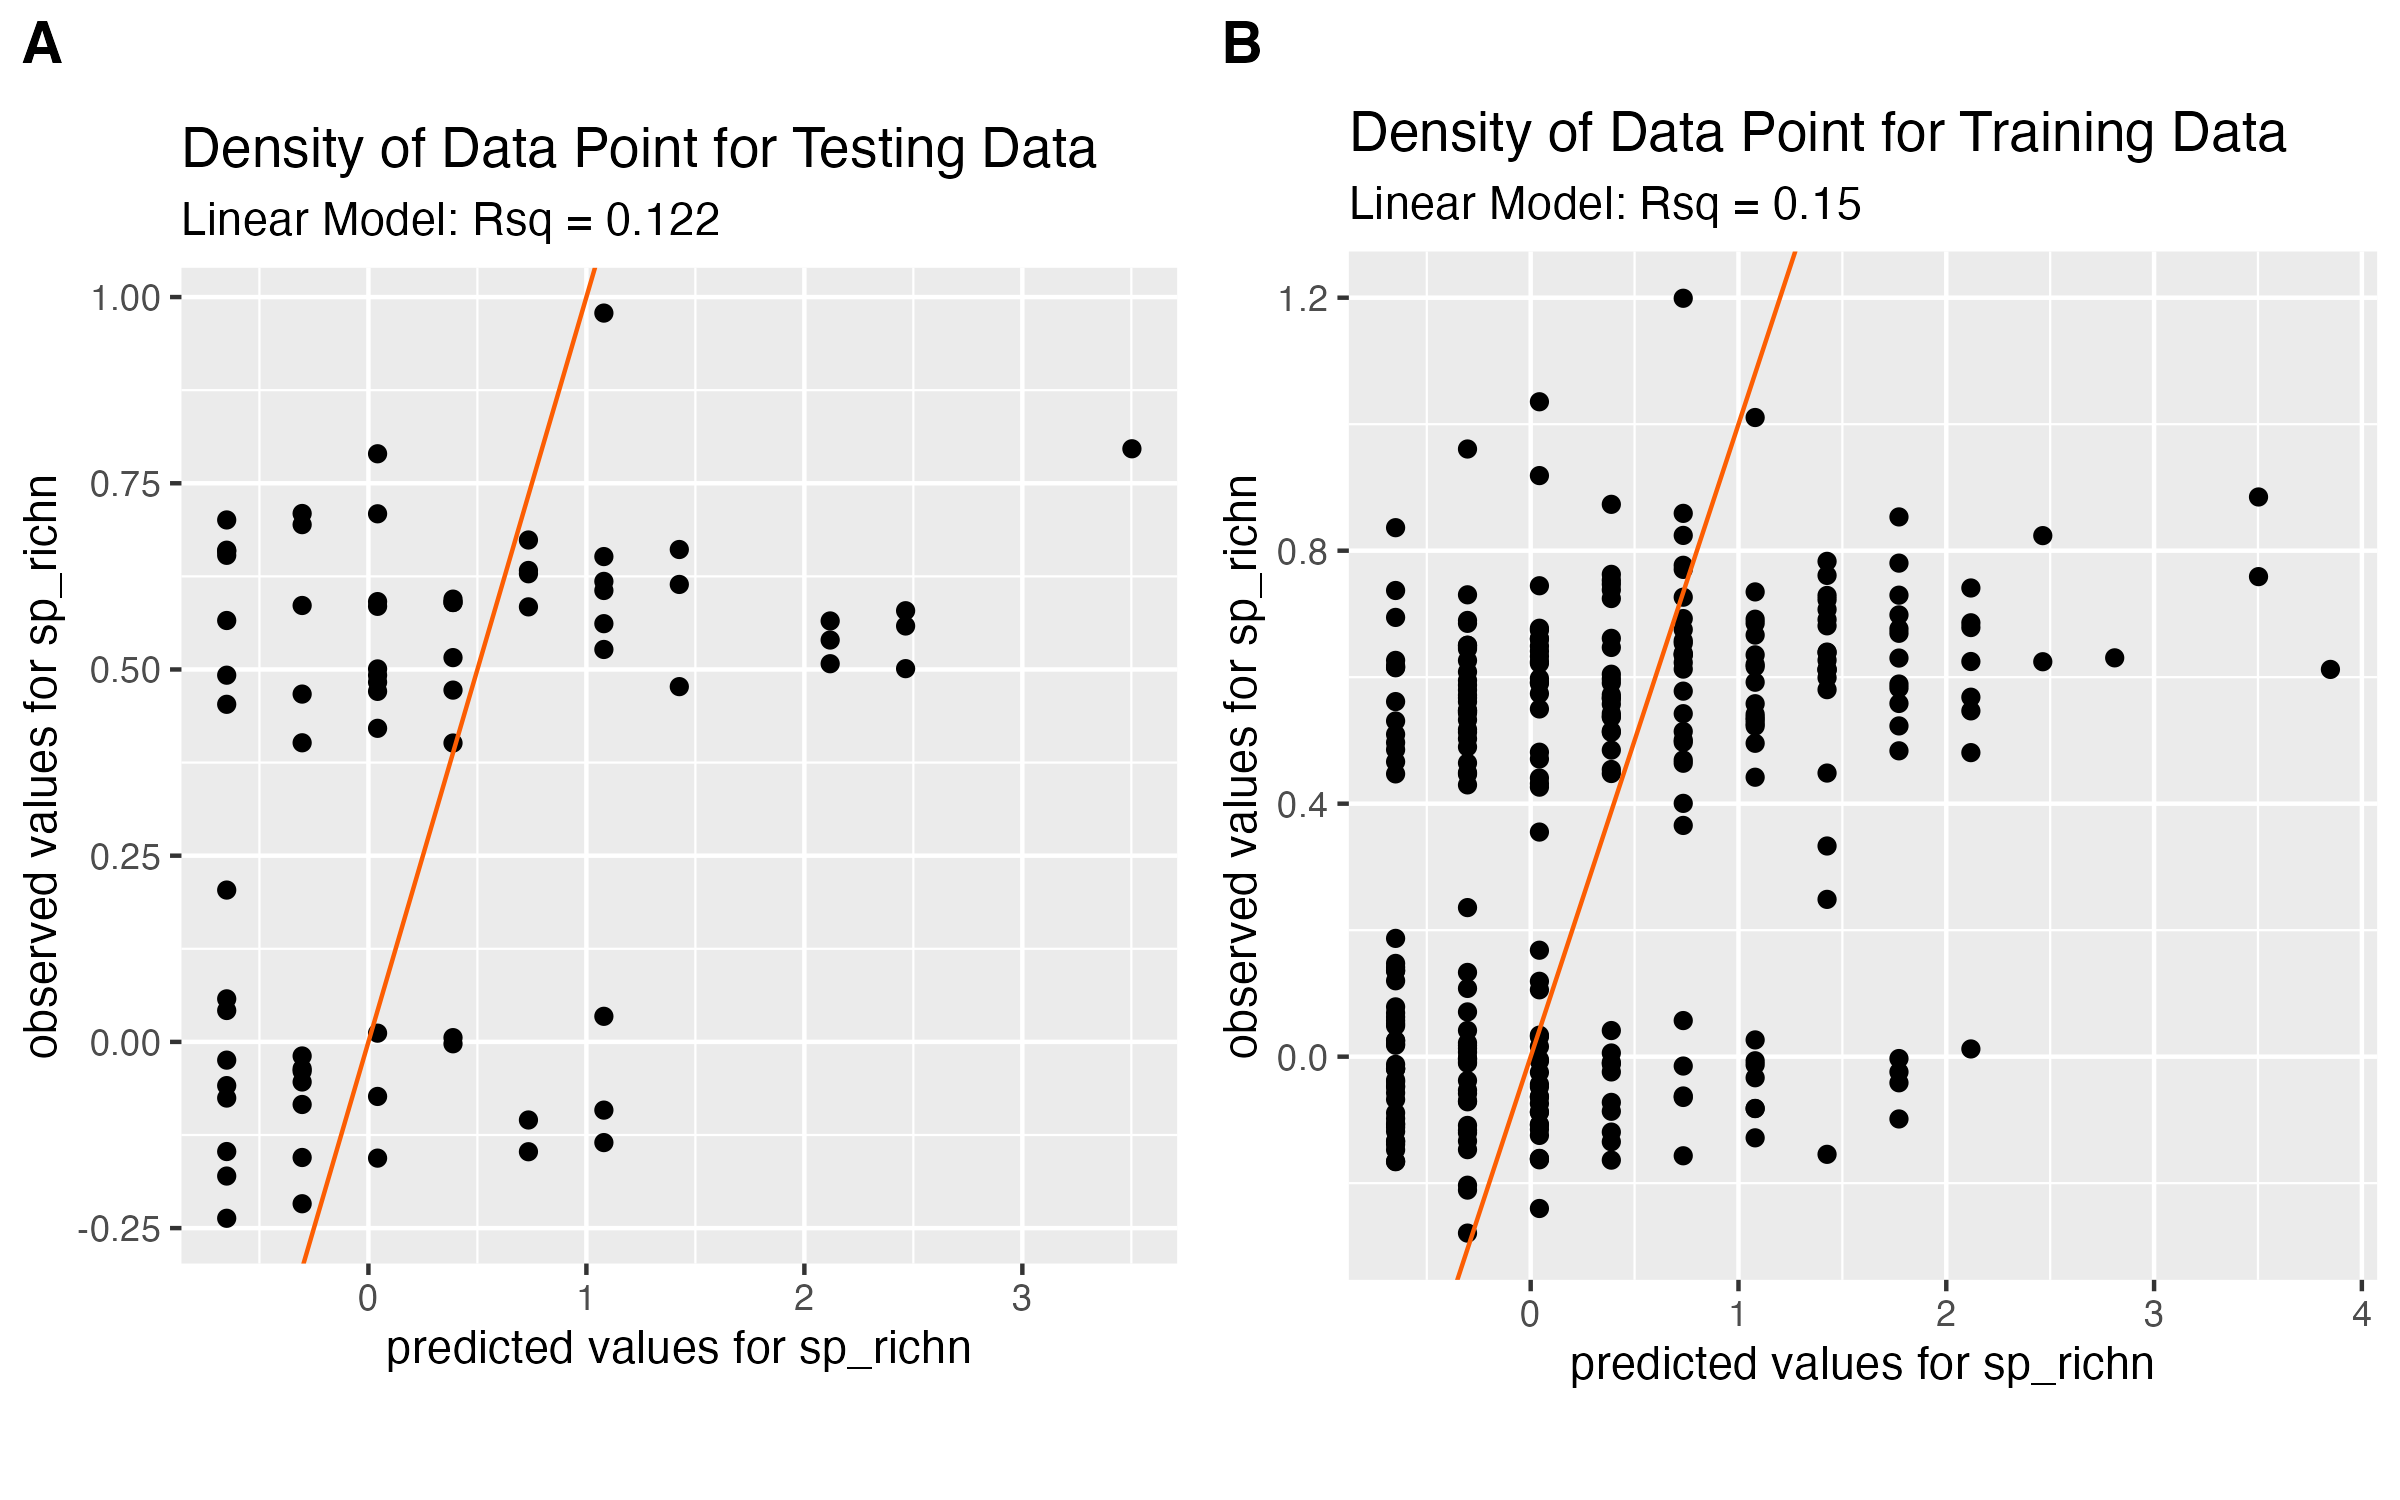 A
Density of Data Point for Testing Data
Linear Model: Rsq = 0.122
1.00
0.75
0.50
0.25
0.00
-0.25
observed values for sp_richn
0 1 2 3
predicted values for sp_richn
B
Density of Data Point for Training Data
Linear Model: Rsq = 0.15
1.2
0.8
0.4
0.0
observed values for sp_richn
0 1 2 3 4
predicted values for sp_richn